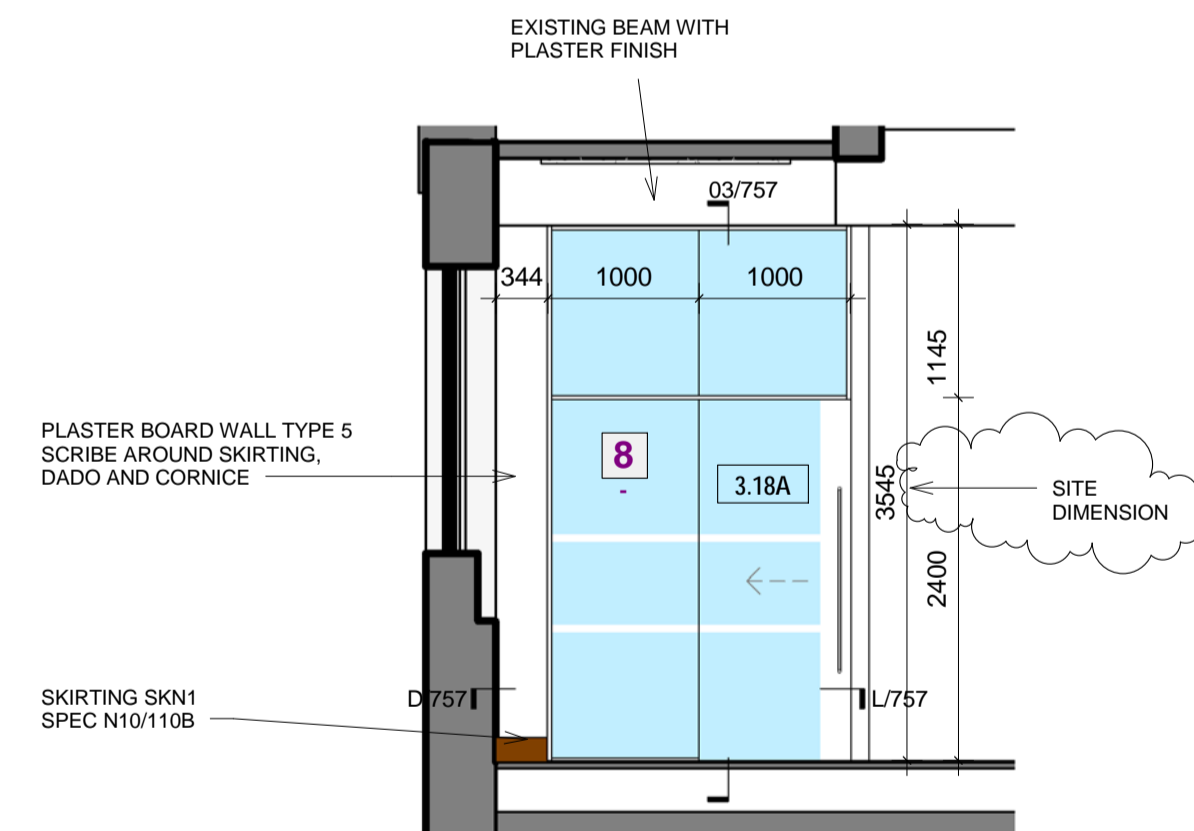 EXISTING BEAM WITH
PLASTER FINISH
03/757
344
1000
1000
1145
PLASTER BOARD WALL TYPE 5
SCRIBE AROUND SKIRTING,
DADO AND CORNICE
8
-
3.18A
3545
SITE
DIMENSION
2400
SKIRTING SKN1
SPEC N10/110B
D/757
L/757